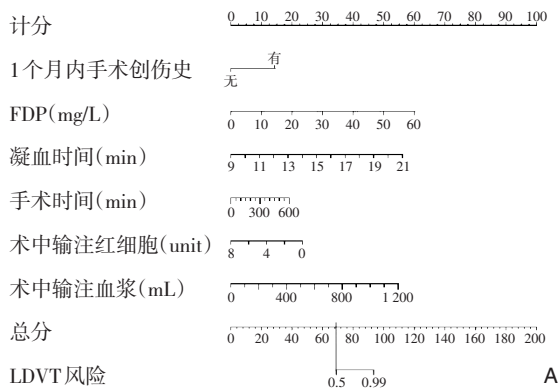 计分 0 10 20 30 40 50 60 70 80 90 100
1个月内手术创伤史 无 有
FDP(mg/L) 0 10 20 30 40 50 60
凝血时间(min) 9 11 13 15 17 19 21
手术时间(min) 0 300 600
术中输注红细胞(unit) 8 4 0
术中输注血浆(mL) 0 400 800 1 200
总分 0 20 40 60 80 100 120 140 160 180 200
LDVT风险 0.5 0.99
A